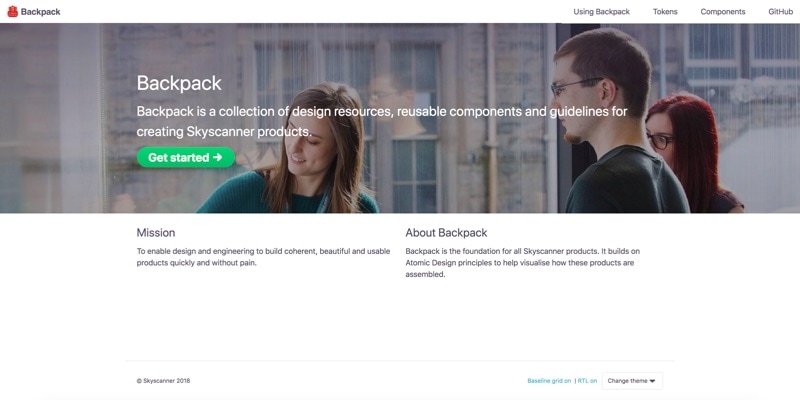 Backpack
Using Backpack
Tokens
Components
GitHub
Backpack
Backpack is a collection of design resources, reusable components and guidelines for
creating Skyscanner products.
Get started →
Mission
To enable design and engineering to build coherent, beautiful and usable
products quickly and without pain.
About Backpack
Backpack is the foundation for all Skyscanner products. It builds on
Atomic Design principles to help visualise how these products are
assembled.
© Skyscanner 2018
Baseline grid on | RTL on
Change theme